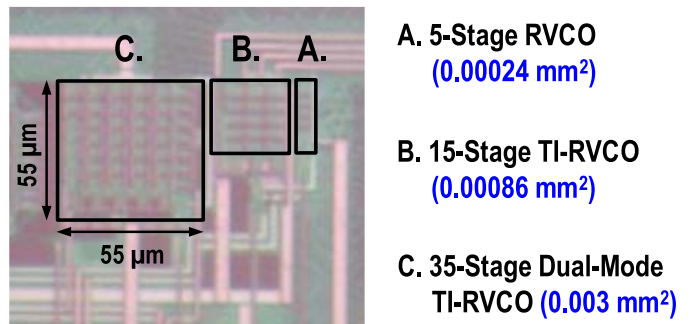 C. B. A.
55 μm
55 μm
A. 5-Stage RVCO
(0.00024 mm²)
B. 15-Stage TI-RVCO
(0.00086 mm²)
C. 35-Stage Dual-Mode
TI-RVCO (0.003 mm²)